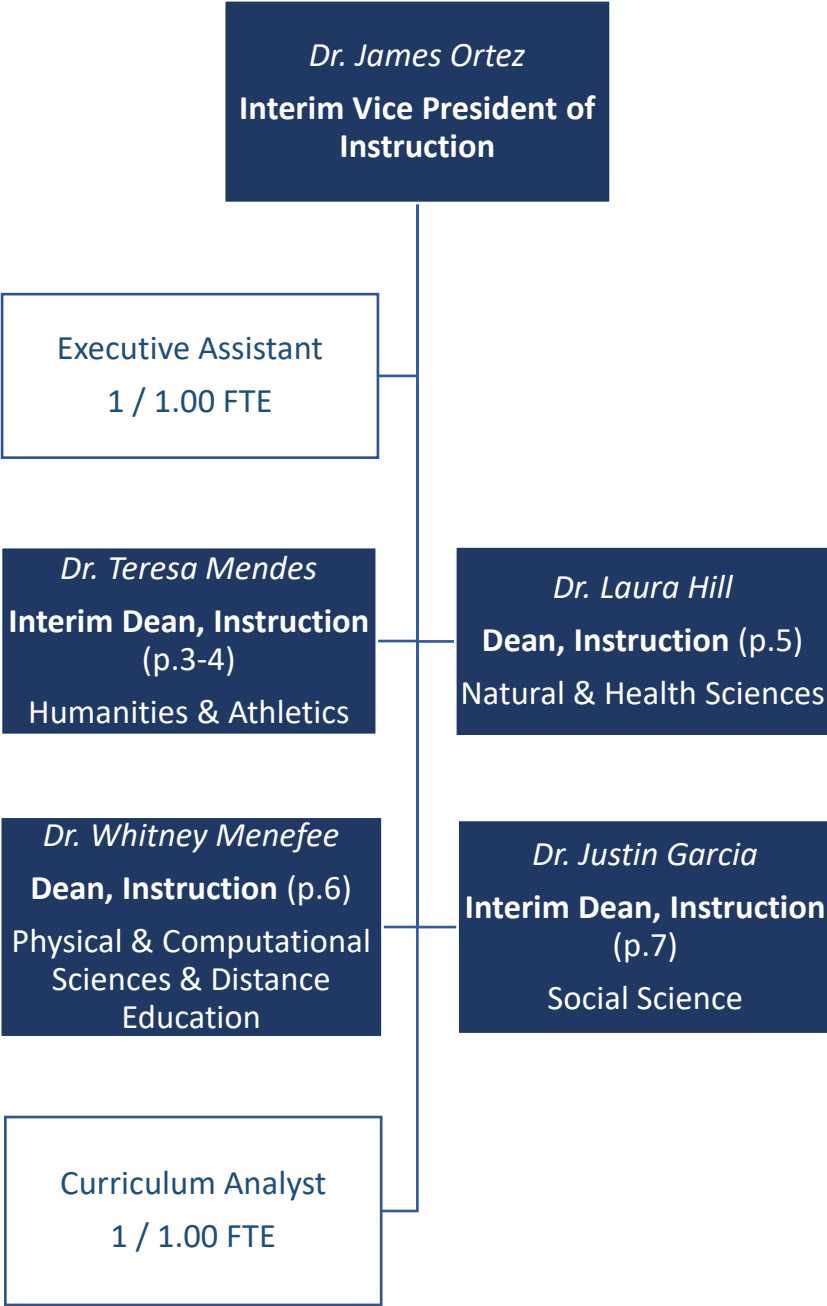 Dr. James Ortez
Interim Vice President of
Instruction
Executive Assistant
1 / 1.00 FTE
Dr. Teresa Mendes
Interim Dean, Instruction
(p.3-4)
Humanities & Athletics
Dr. Laura Hill
Dean, Instruction (p.5)
Natural & Health Sciences
Dr. Whitney Menefee
Dean, Instruction (p.6)
Physical & Computational
Sciences & Distance
Education
Dr. Justin Garcia
Interim Dean, Instruction
(p.7)
Social Science
Curriculum Analyst
1 / 1.00 FTE